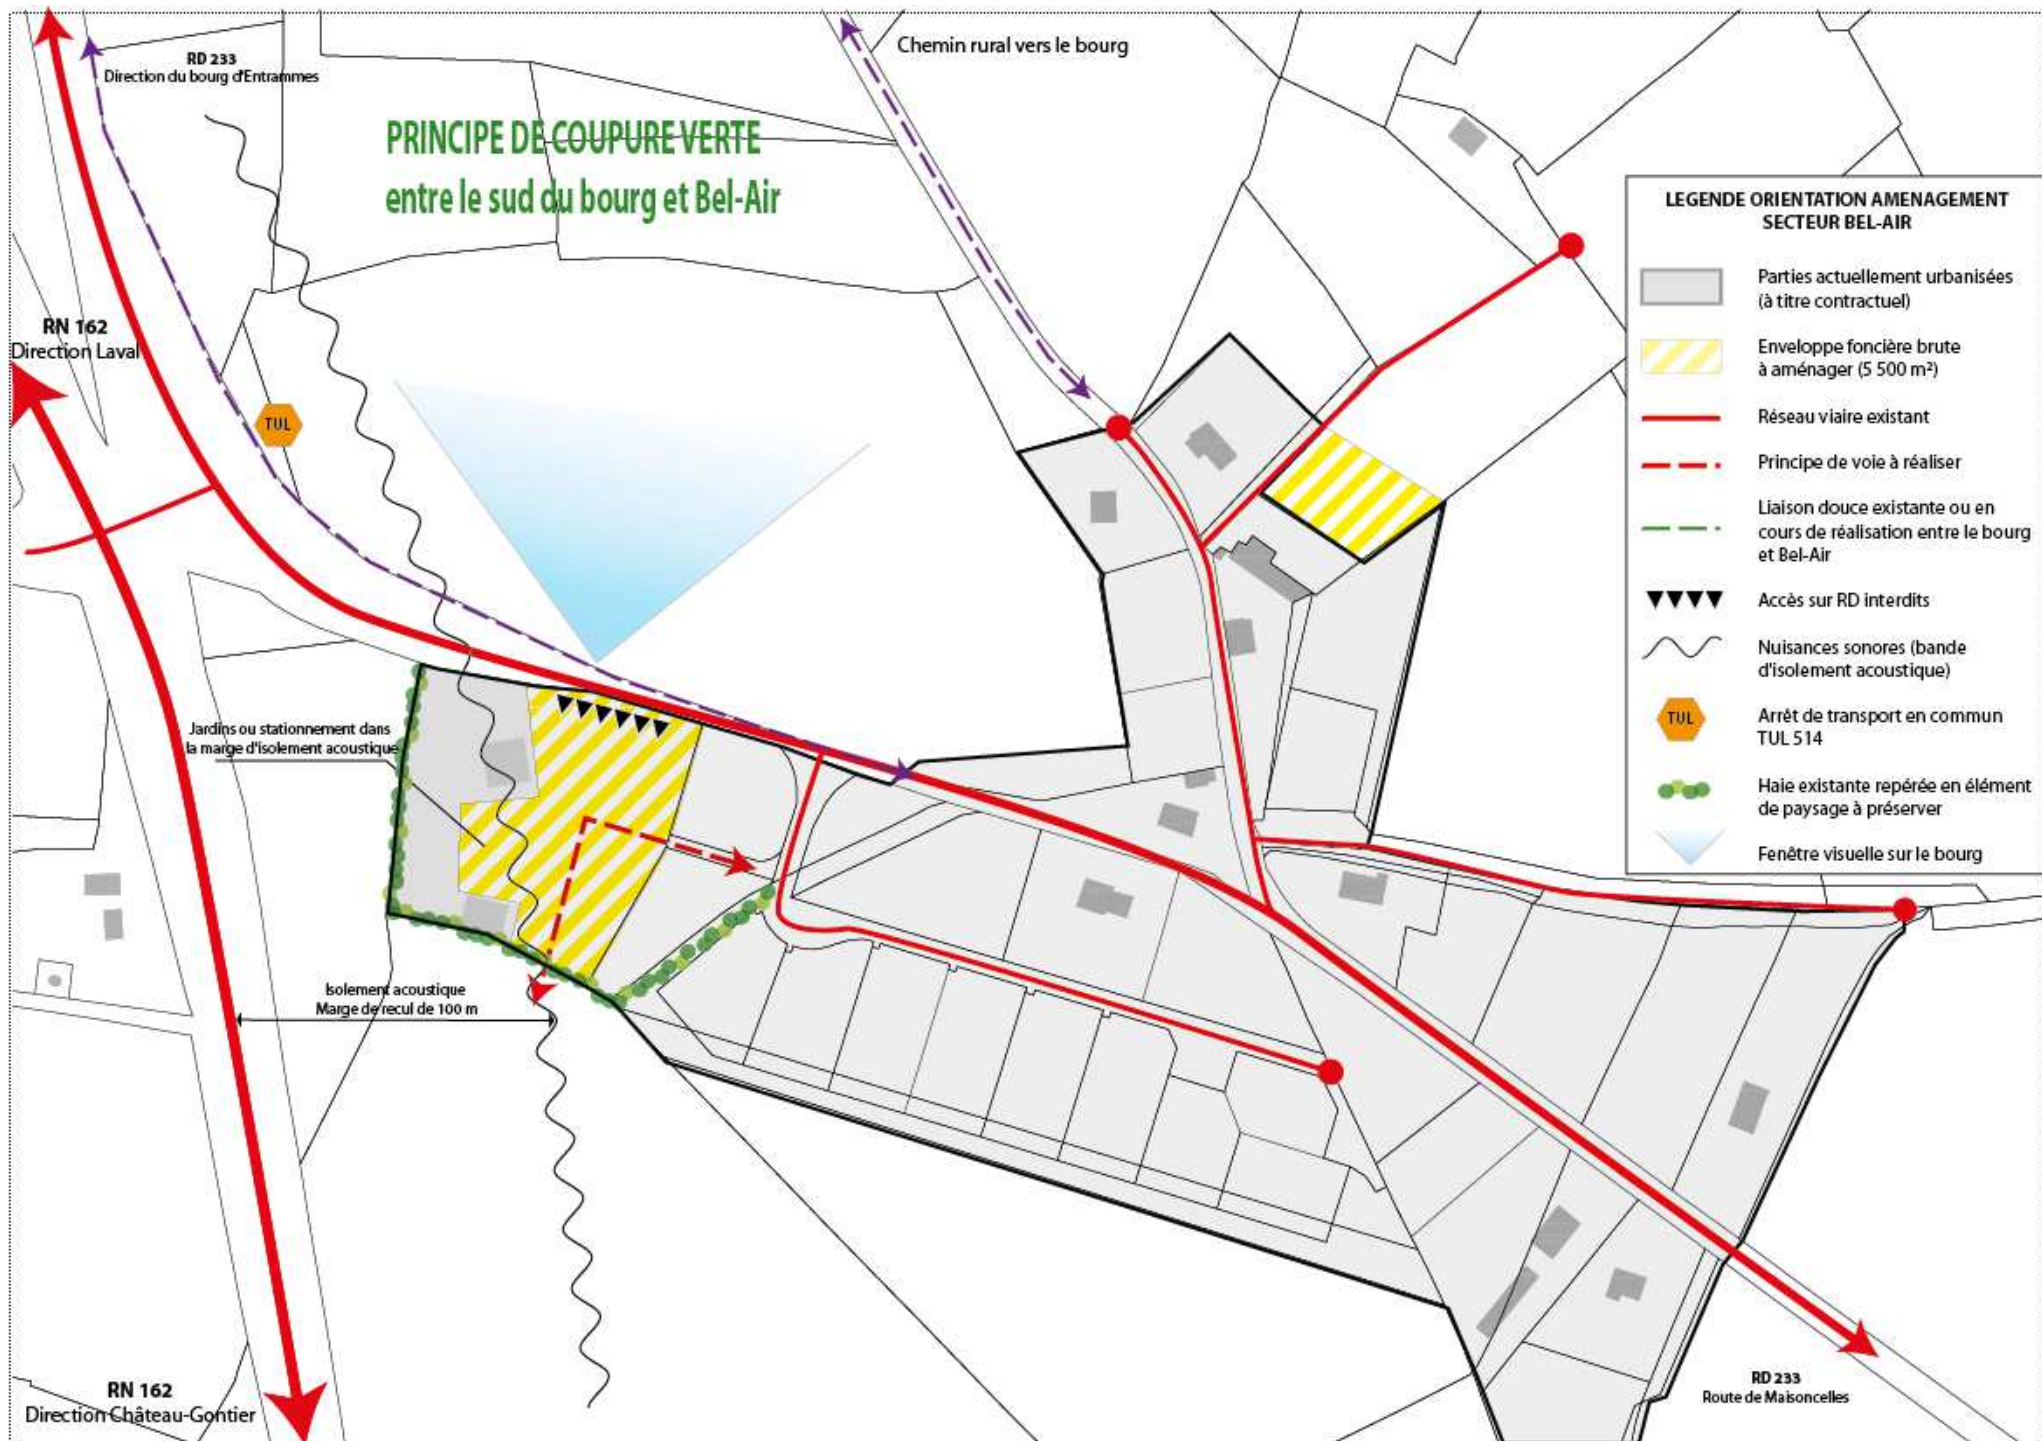 RD 233
Direction du bourg d'Entrammes
Chemin rural vers le bourg
PRINCIPE DE COUPURE VERTE
entre le sud du bourg et Bel-Air
RN 162
Direction Laval
TUL
Jardins ou stationnement dans
la marge d'isolement acoustique
Isolement acoustique
Marge de recul de 100 m
RN 162
Direction Château-Gontier
RD 233
Route de Maisoncelles
LEGENDE ORIENTATION AMENAGEMENT
SECTEUR BEL-AIR
Parties actuellement urbanisées
(à titre contractuel)
Enveloppe foncière brute
à aménager (5 500 m²)
Réseau viaire existant
Principe de voie à réaliser
Liaison douce existante ou en
cours de réalisation entre le bourg
et Bel-Air
Accès sur RD interdits
Nuisances sonores (bande
d'isolement acoustique)
TUL
Arrêt de transport en commun
TUL 514
Haie existante repérée en élément
de paysage à préserver
Fenêtre visuelle sur le bourg